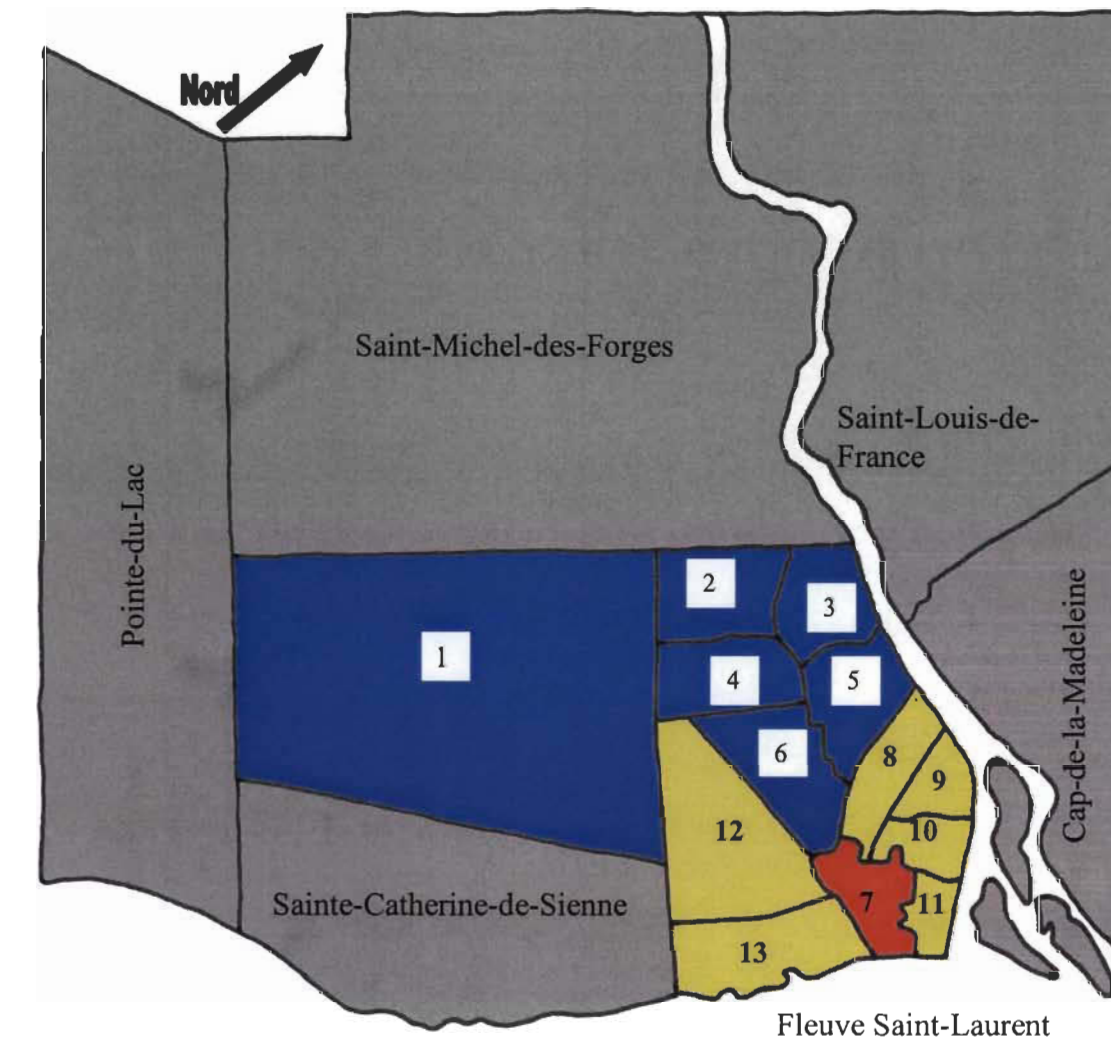 Nord
Saint-Michel-des-Forges
Saint-Louis-de-
France
Pointe-du-Lac
Cap-de-la-Madeleine
1
2
3
4
5
6
8
9
10
12
7
11
Sainte-Catherine-de-Sienne
13
Fleuve Saint-Laurent